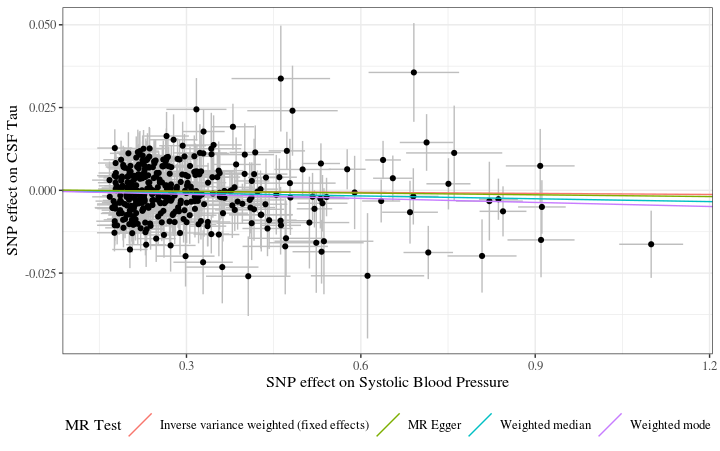 0.050
0.025
0.000
-0.025
SNP effect on CSF Tau
0.3 0.6 0.9 1.2
SNP effect on Systolic Blood Pressure
MR Test Inverse variance weighted (fixed effects) MR Egger Weighted median Weighted mode